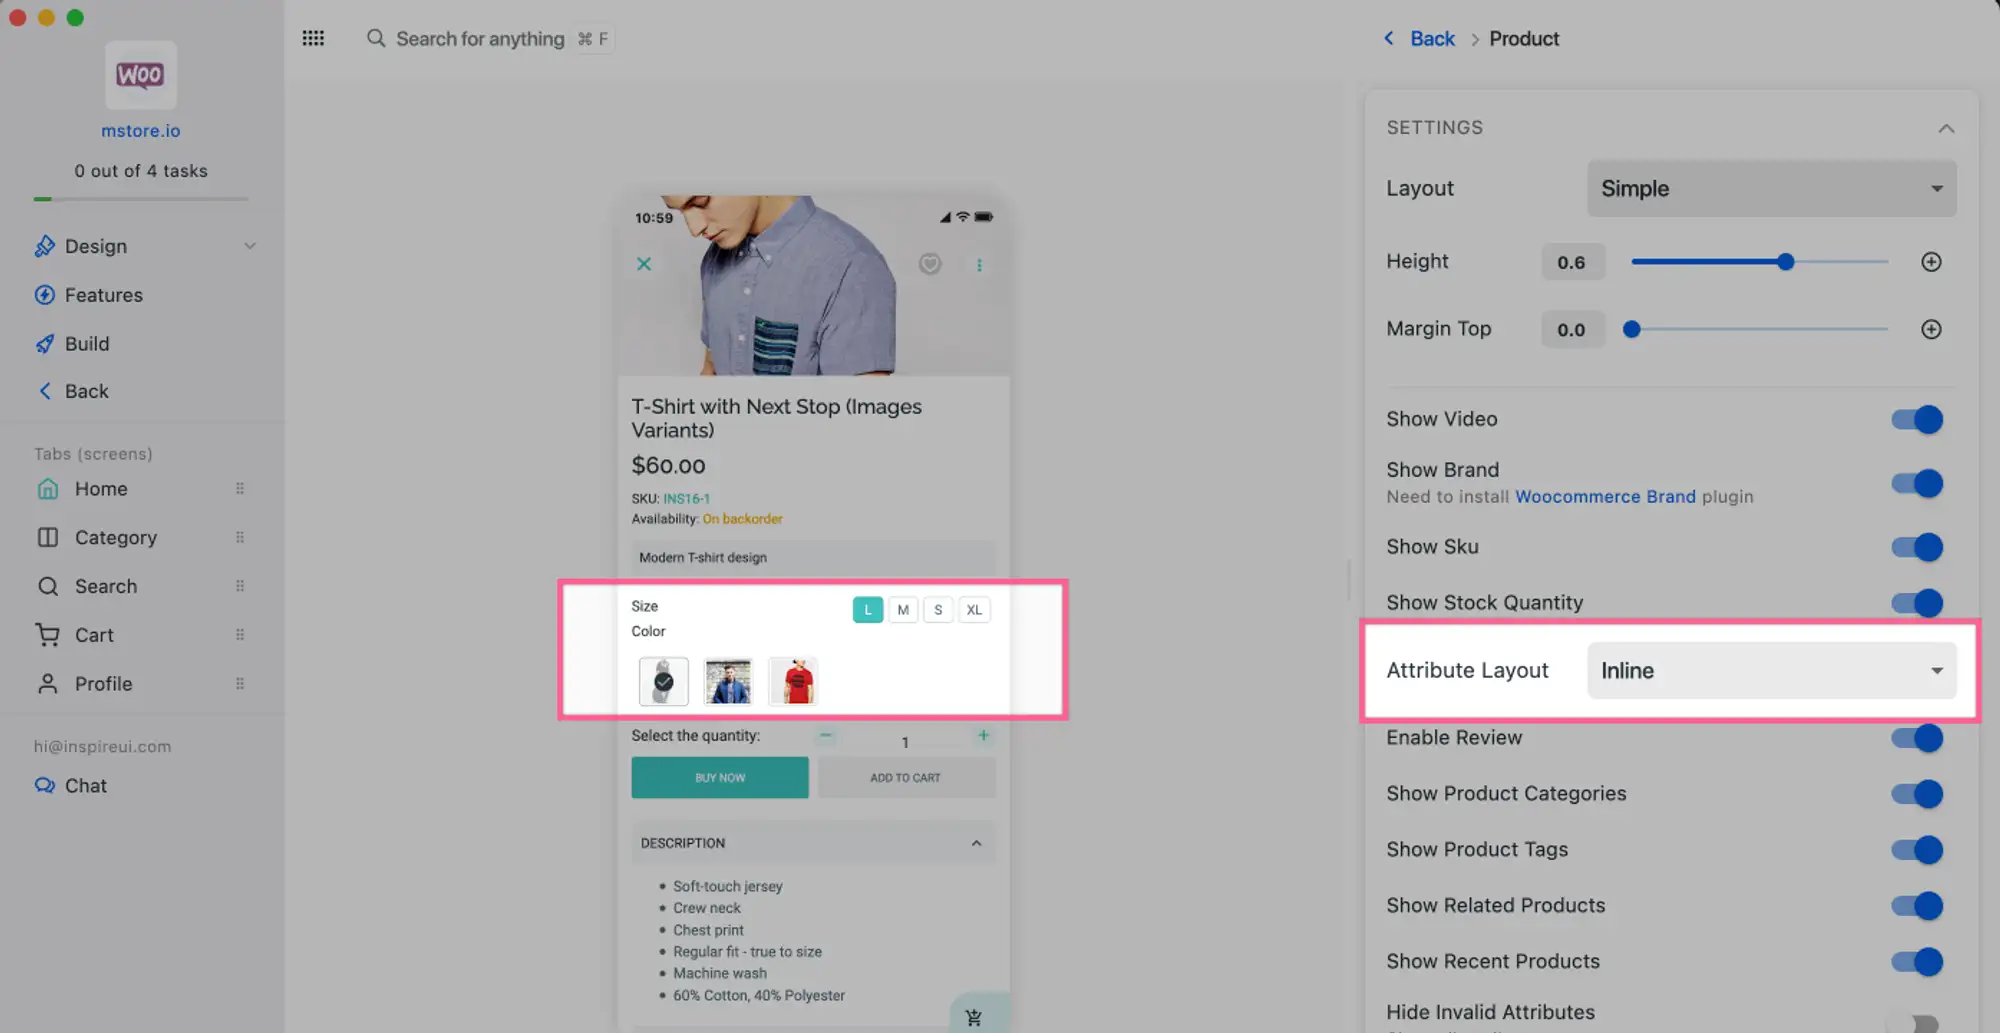 WOO
mstore.io
0 out of 4 tasks
Design
Features
Build
Back
Tabs (screens)
Home
Category
Search
Cart
Profile
hi@inspireui.com
Chat
Search for anything ⌘ F
10:59
T-Shirt with Next Stop (Images
Variants)
$60.00
SKU: INS16-1
Availability: On backorder
Modern T-shirt design
Size L M S XL
Color
Select the quantity: − 1 +
BUY NOW ADD TO CART
DESCRIPTION
• Soft-touch jersey
• Crew neck
• Chest print
• Regular fit - true to size
• Machine wash
• 60% Cotton, 40% Polyester
Back > Product
SETTINGS
Layout Simple
Height 0.6
Margin Top 0.0
Show Video
Show Brand
Need to install Woocommerce Brand plugin
Show Sku
Show Stock Quantity
Attribute Layout Inline
Enable Review
Show Product Categories
Show Product Tags
Show Related Products
Show Recent Products
Hide Invalid Attributes